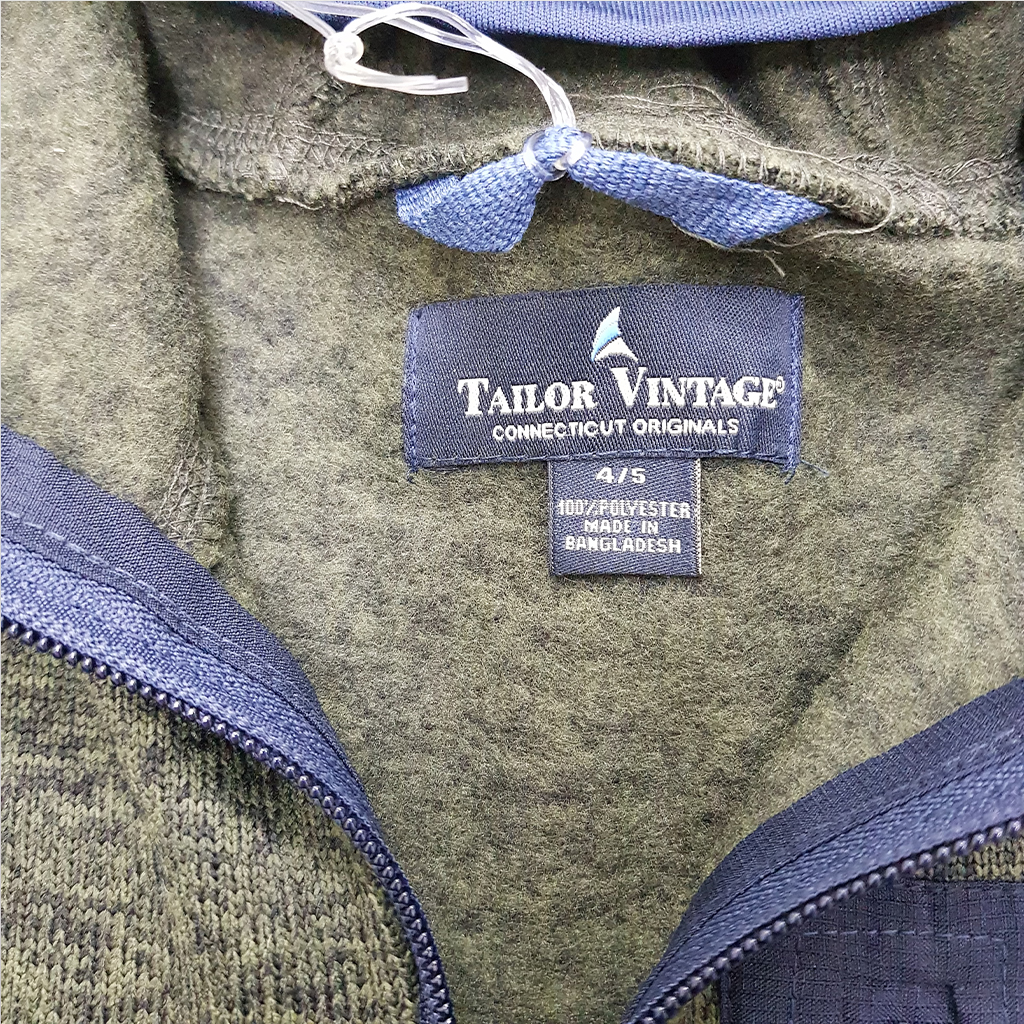 TAILOR VINTAGE®
CONNECTICUT ORIGINALS
4/5
100%POLYESTER
MADE IN
BANGLADESH